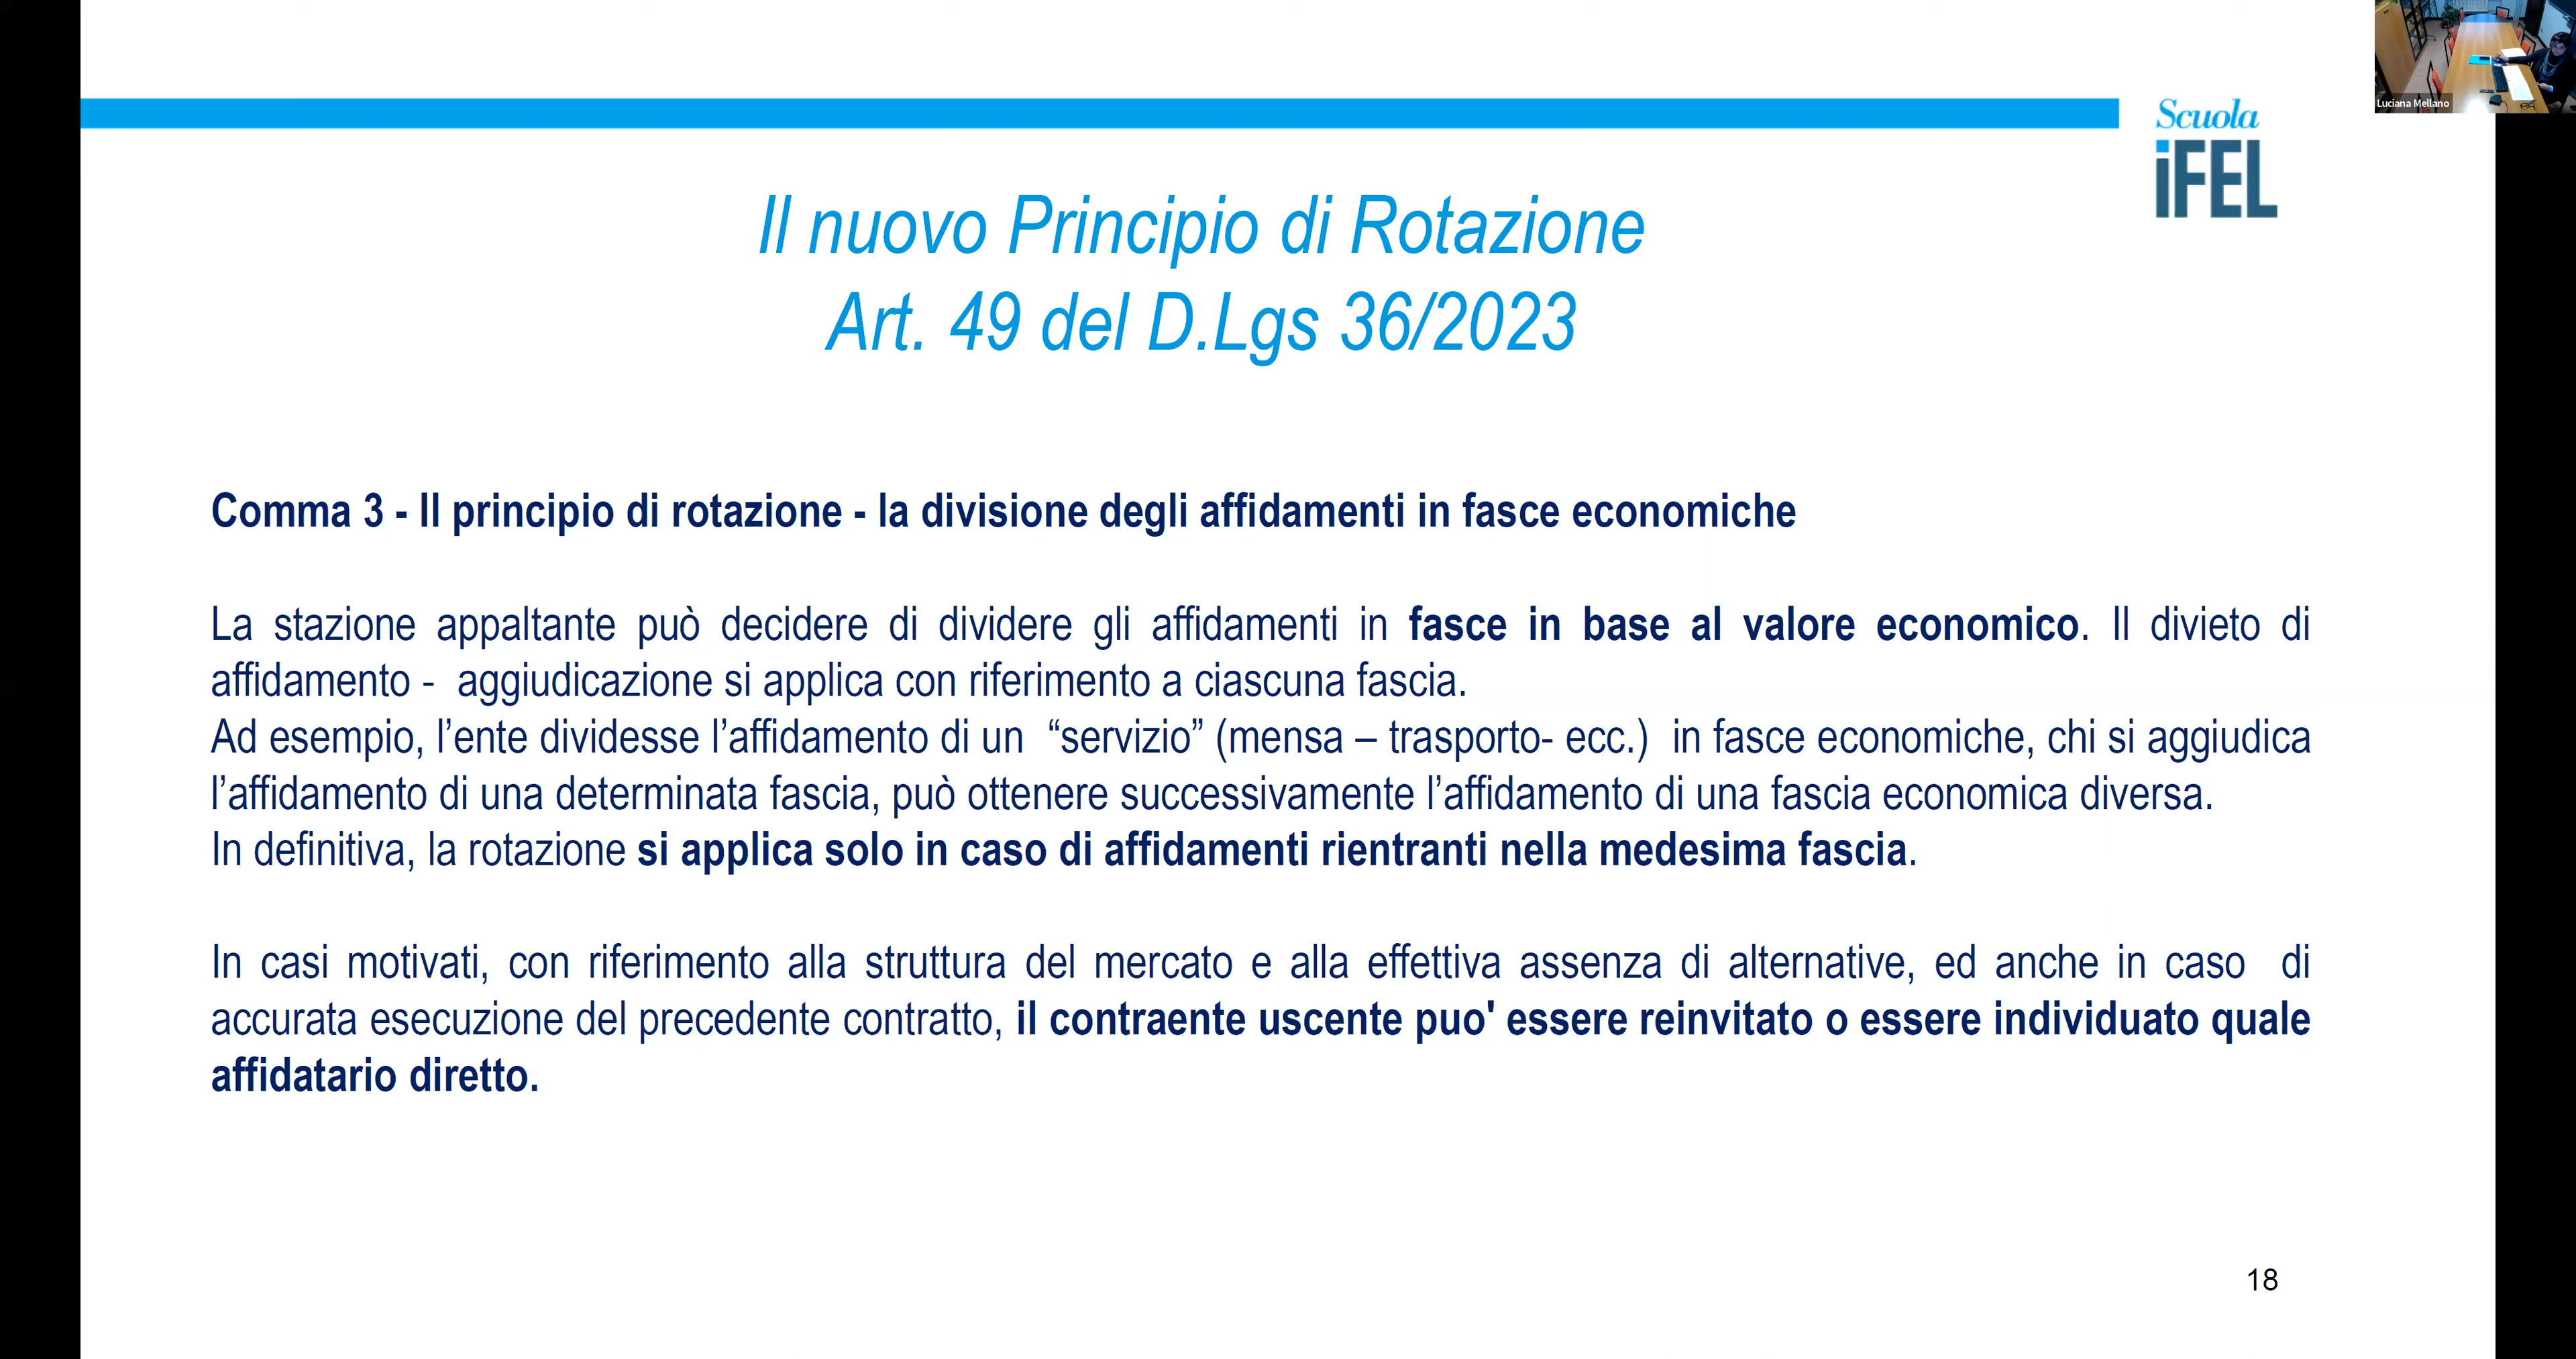 Luciana Mellano
Scuola
iFEL
Il nuovo Principio di Rotazione
Art. 49 del D.Lgs 36/2023
Comma 3 - Il principio di rotazione - la divisione degli affidamenti in fasce economiche
La stazione appaltante può decidere di dividere gli affidamenti in fasce in base al valore economico. Il divieto di
affidamento - aggiudicazione si applica con riferimento a ciascuna fascia.
Ad esempio, l’ente dividesse l’affidamento di un “servizio” (mensa – trasporto- ecc.) in fasce economiche, chi si aggiudica
l’affidamento di una determinata fascia, può ottenere successivamente l’affidamento di una fascia economica diversa.
In definitiva, la rotazione si applica solo in caso di affidamenti rientranti nella medesima fascia.
In casi motivati, con riferimento alla struttura del mercato e alla effettiva assenza di alternative, ed anche in caso di
accurata esecuzione del precedente contratto, il contraente uscente puo' essere reinvitato o essere individuato quale
affidatario diretto.
18